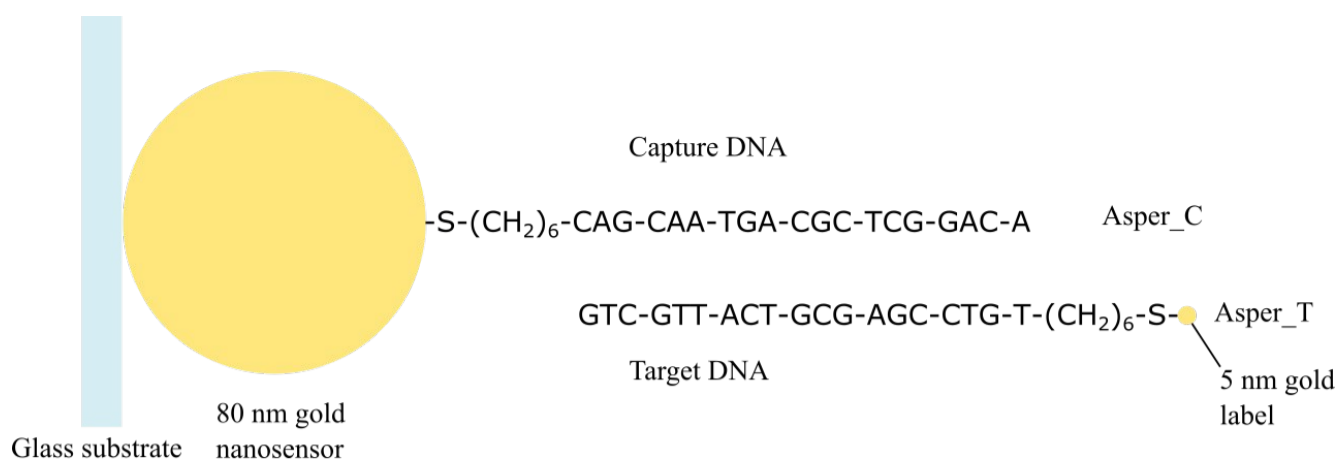 Capture DNA
-S-(CH₂)₆-CAG-CAA-TGA-CGC-TCG-GAC-A
Asper_C
GTC-GTT-ACT-GCG-AGC-CTG-T-(CH₂)₆-S-
Asper_T
Target DNA
5 nm gold
label
80 nm gold
nanosensor
Glass substrate